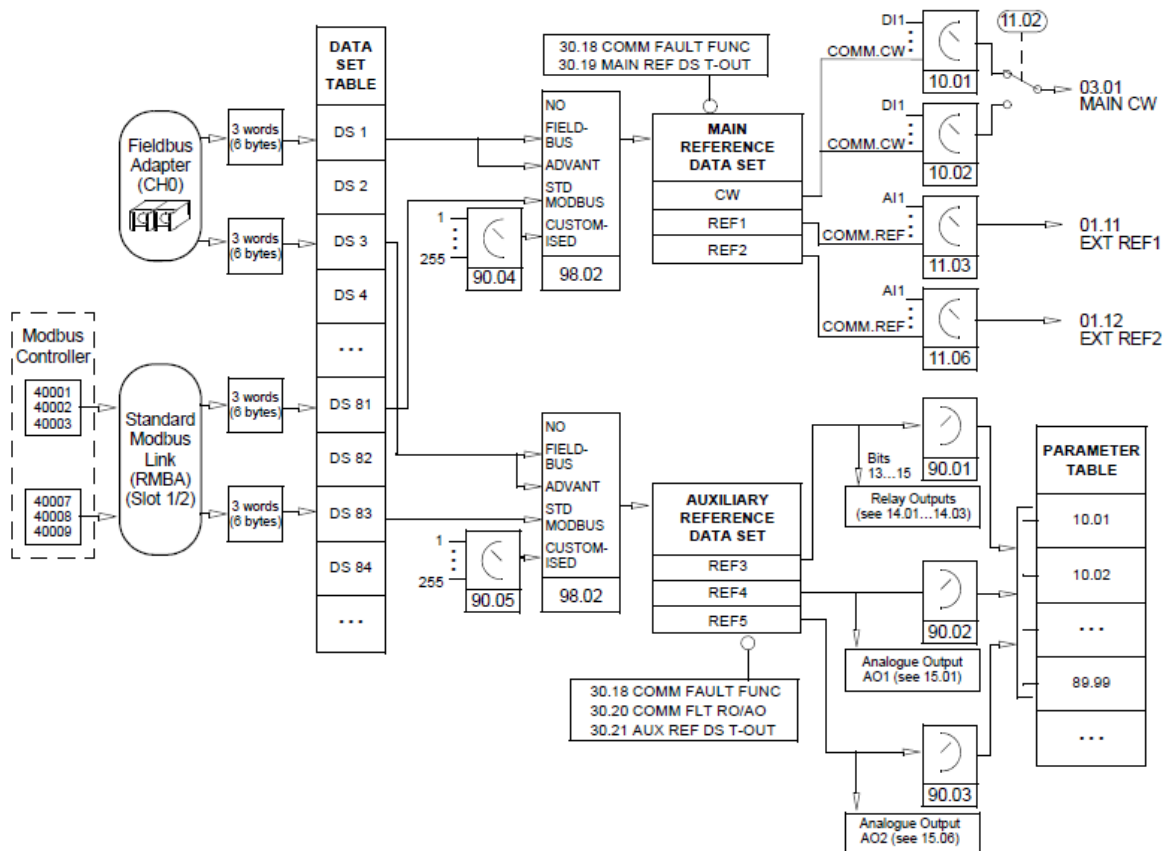 30.18 COMM FAULT FUNC
30.19 MAIN REF DS T-OUT
11.02
DATA
SET
TABLE
DS 1
DS 2
DS 3
DS 4
...
DS 81
DS 82
DS 83
DS 84
...
Fieldbus
Adapter
(CH0)
3 words
(6 bytes)
3 words
(6 bytes)
Modbus
Controller
40001
40002
40003
40007
40008
40009
Standard
Modbus
Link
(RMBA)
(Slot 1/2)
3 words
(6 bytes)
3 words
(6 bytes)
NO
FIELD-
BUS
ADVANT
STD
MODBUS
CUSTOM-
ISED
98.02
1
255
90.04
MAIN
REFERENCE
DATA SET
CW
REF1
REF2
DI1
COMM.CW
10.01
DI1
COMM.CW
10.02
03.01
MAIN CW
AI1
COMM.REF
11.03
01.11
EXT REF1
AI1
COMM.REF
11.06
01.12
EXT REF2
NO
FIELD-
BUS
ADVANT
STD
MODBUS
CUSTOM-
ISED
98.02
1
255
90.05
AUXILIARY
REFERENCE
DATA SET
REF3
REF4
REF5
30.18 COMM FAULT FUNC
30.20 COMM FLT RO/AO
30.21 AUX REF DS T-OUT
Bits
13...15
Relay Outputs
(see 14.01...14.03)
90.01
Analogue Output
AO1 (see 15.01)
90.02
Analogue Output
AO2 (see 15.06)
90.03
PARAMETER
TABLE
10.01
10.02
...
89.99
...